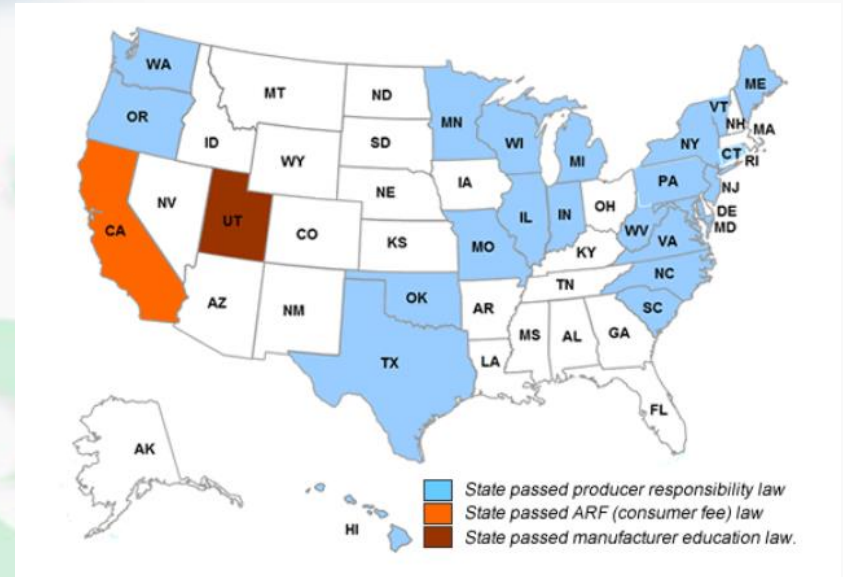 WA
MT
ND
MN
ME
VT
NH
MA
OR
ID
SD
WI
MI
NY
CT
RI
WY
IA
PA
NJ
NV
UT
NE
IL
IN
OH
DE
MD
CA
CO
KS
MO
WV
VA
KY
NC
AZ
NM
OK
AR
TN
SC
TX
MS
AL
GA
LA
FL
AK
HI
State passed producer responsibility law
State passed ARF (consumer fee) law
State passed manufacturer education law.